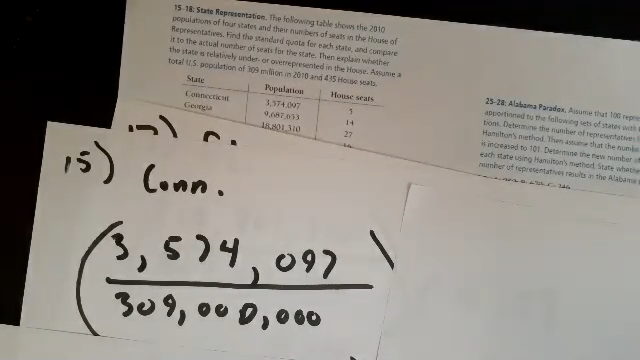 15-18: State Representation. The following table shows the 2010
populations of four states and their numbers of seats in the House of
Representatives. Find the standard quota for each state, and compare
it to the actual number of seats for the state. Then explain whether
the state is relatively under- or overrepresented in the House. Assume a
total U.S. population of 309 million in 2010 and 435 House seats.
State Population House seats
Connecticut 3,574,097 5
Georgia 9,687,653 14
18,801,310 27
25-28: Alabama Paradox. Assume that 100
apportioned to the following sets of states with
Determine the number of representatives
Hamilton's method. Then assume that the number
is increased to 101. Determine the new number of
each state using Hamilton's method. State whether
number of representatives results in the Alabama
15) Conn.
(3,574,097)
309,000,000